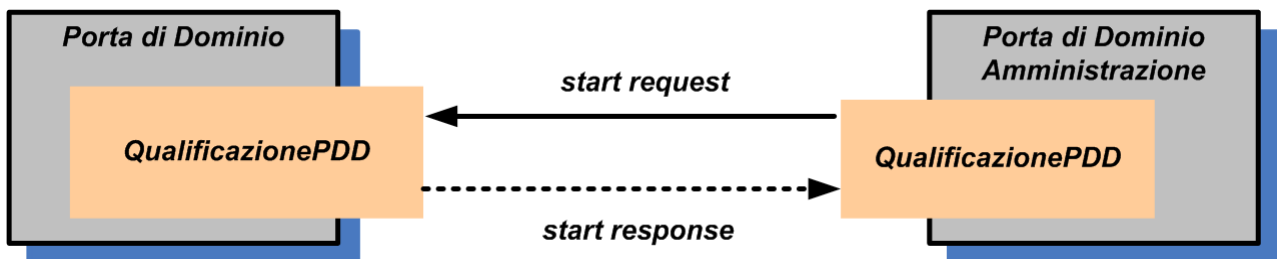 Porta di Dominio
QualificazionePDD
start request
start response
Porta di Dominio
Amministrazione
QualificazionePDD